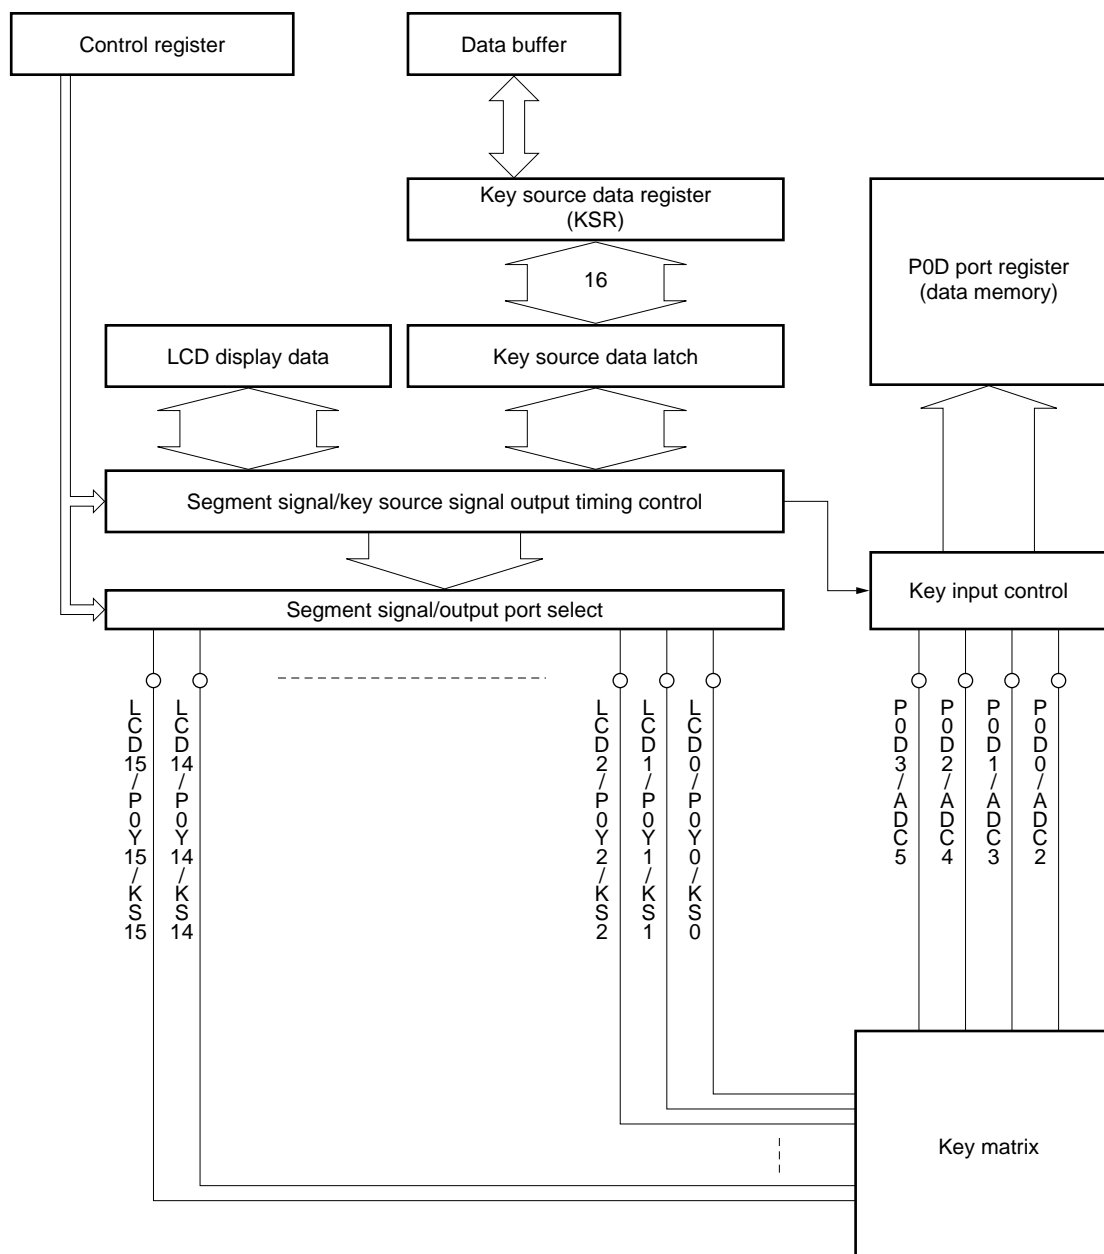 Control register
Data buffer
Key source data register
(KSR)
P0D port register
(data memory)
16
LCD display data
Key source data latch
Segment signal/key source signal output timing control
Key input control
Segment signal/output port select
LCD15/P0Y15/KS15
LCD14/P0Y14/KS14
LCD2/P0Y2/KS2
LCD1/P0Y1/KS1
LCD0/P0Y0/KS0
P0D3/ADC5
P0D2/ADC4
P0D1/ADC3
P0D0/ADC2
Key matrix